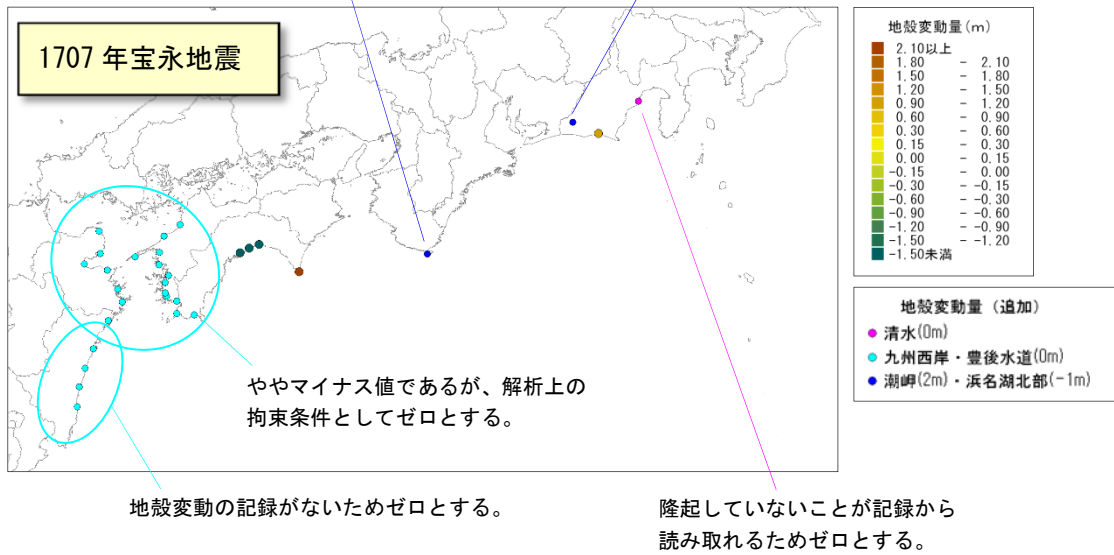 1707 年宝永地震
地殻変動量(m)
2.10以上
1.80 - 2.10
1.50 - 1.80
1.20 - 1.50
0.90 - 1.20
0.60 - 0.90
0.30 - 0.60
0.15 - 0.30
0.00 - 0.15
-0.15 - 0.00
-0.30 - -0.15
-0.60 - -0.30
-0.90 - -0.60
-1.20 - -0.90
-1.50 - -1.20
-1.50未満
地殻変動量（追加）
清水(0m)
九州西岸・豊後水道(0m)
潮岬(2m)・浜名湖北部(-1m)
ややマイナス値であるが、解析上の
拘束条件としてゼロとする。
地殻変動の記録がないためゼロとする。
隆起していないことが記録から
読み取れるためゼロとする。